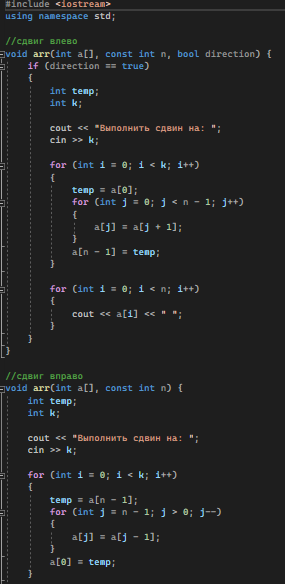 #include <iostream>
using namespace std;
//сдвиг влево
void arr(int a[], const int n, bool direction) {
if (direction == true)
{
int temp;
int k;
cout << "Выполнить сдвин на: ";
cin >> k;
for (int i = 0; i < k; i++)
{
temp = a[0];
for (int j = 0; j < n - 1; j++)
{
a[j] = a[j + 1];
}
a[n - 1] = temp;
}
for (int i = 0; i < n; i++)
{
cout << a[i] << " ";
}
}
}
//сдвиг вправо
void arr(int a[], const int n) {
int temp;
int k;
cout << "Выполнить сдвин на: ";
cin >> k;
for (int i = 0; i < k; i++)
{
temp = a[n - 1];
for (int j = n - 1; j > 0; j--)
{
a[j] = a[j - 1];
}
a[0] = temp;
}